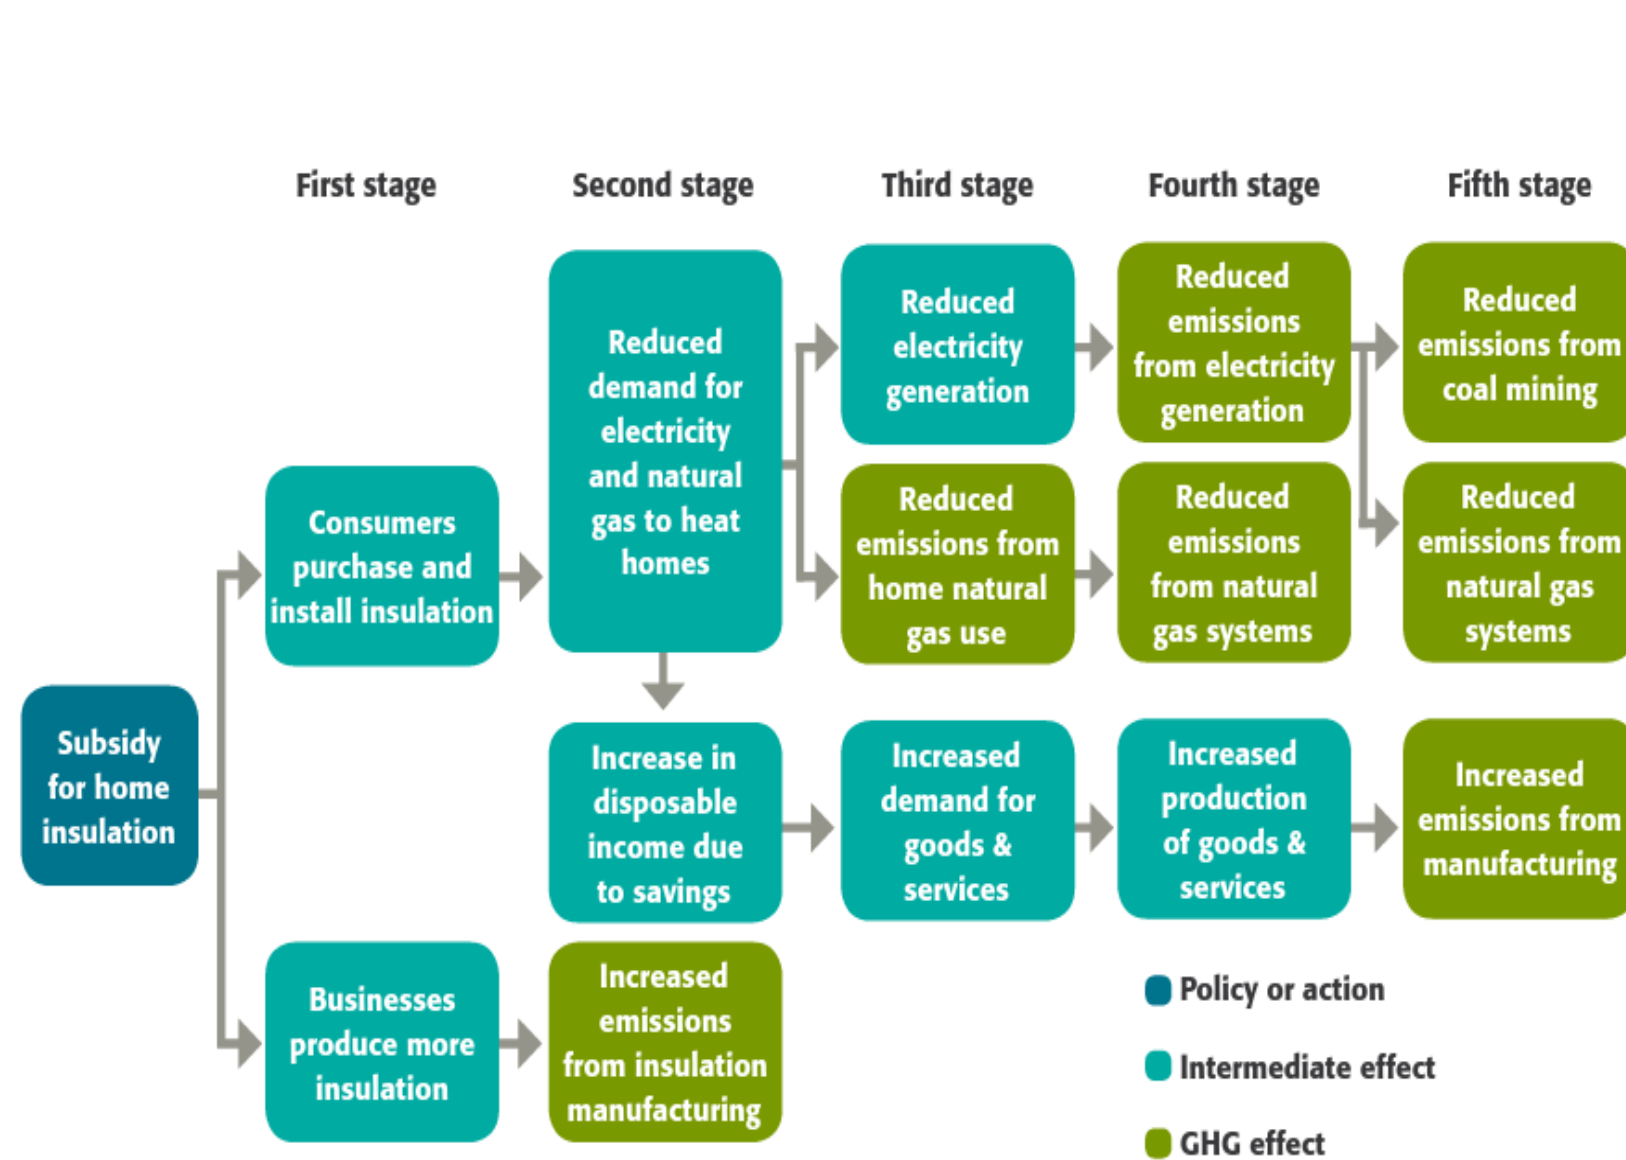 First stage
Second stage
Third stage
Fourth stage
Fifth stage
Subsidy
for home
insulation
Consumers
purchase and
install insulation
Businesses
produce more
insulation
Reduced
demand for
electricity
and natural
gas to heat
homes
Increase in
disposable
income due
to savings
Increased
emissions
from insulation
manufacturing
Reduced
electricity
generation
Reduced
emissions from
home natural
gas use
Increased
demand for
goods &
services
Reduced
emissions
from electricity
generation
Reduced
emissions
from natural
gas systems
Increased
production
of goods &
services
Reduced
emissions from
coal mining
Reduced
emissions from
natural gas
systems
Increased
emissions from
manufacturing
Policy or action
Intermediate effect
GHG effect